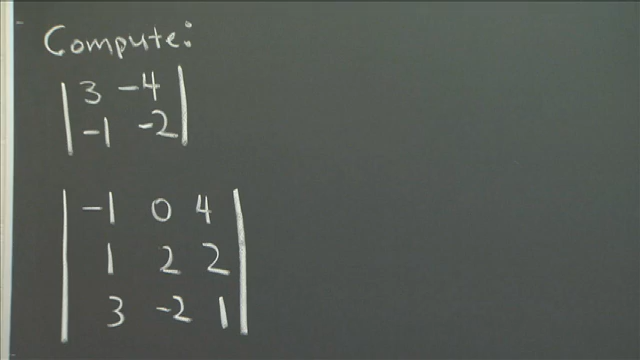 Compute:
| 3 -4 |
| -1 -2 |
| -1 0 4 |
| 1 2 2 |
| 3 -2 1 |